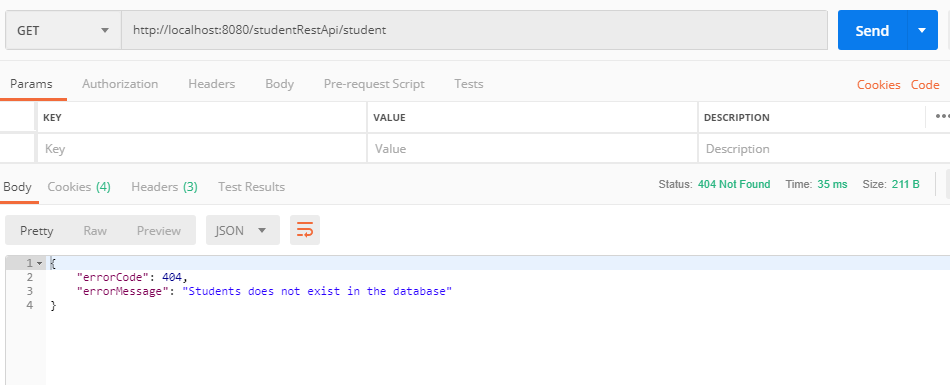 GET http://localhost:8080/studentRestApi/student Send
Params Authorization Headers Body Pre-request Script Tests Cookies Code
KEY VALUE DESCRIPTION
Key Value Description
Body Cookies (4) Headers (3) Test Results Status: 404 Not Found Time: 35 ms Size: 211 B
Pretty Raw Preview JSON
1 {
2 "errorCode": 404,
3 "errorMessage": "Students does not exist in the database"
4 }